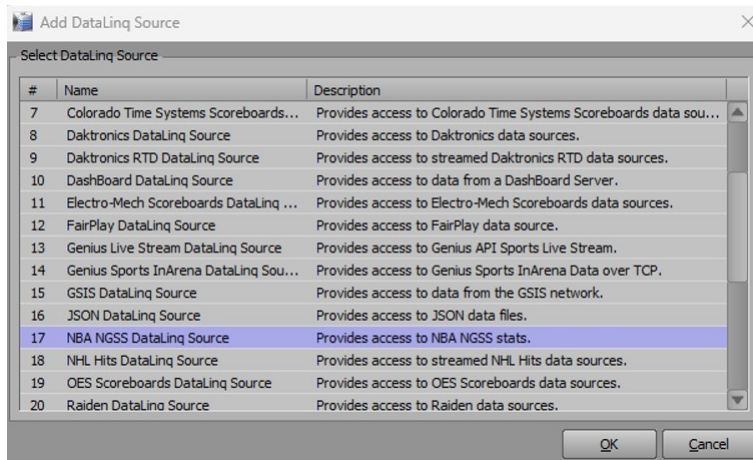 Add DataLinq Source
Select DataLinq Source
# Name Description
7 Colorado Time Systems Scoreboards... Provides access to Colorado Time Systems Scoreboards data sou...
8 Daktronics DataLinq Source Provides access to Daktronics data sources.
9 Daktronics RTD DataLinq Source Provides access to streamed Daktronics RTD data sources.
10 DashBoard DataLinq Source Provides access to data from a DashBoard Server.
11 Electro-Mech Scoreboards DataLinq ... Provides access to Electro-Mech Scoreboards data sources.
12 FairPlay DataLinq Source Provides access to FairPlay data source.
13 Genius Live Stream DataLinq Source Provides access to Genius API Sports Live Stream.
14 Genius Sports InArena DataLinq Sou... Provides access to Genius Sports InArena Data over TCP.
15 GSIS DataLinq Source Provides access to data from the GSIS network.
16 JSON DataLinq Source Provides access to JSON data files.
17 NBA NGSS DataLinq Source Provides access to NBA NGSS stats.
18 NHL Hits DataLinq Source Provides access to streamed NHL Hits data sources.
19 OES Scoreboards DataLinq Source Provides access to OES Scoreboards data sources.
20 Raiden DataLinq Source Provides access to Raiden data sources.
OK Cancel